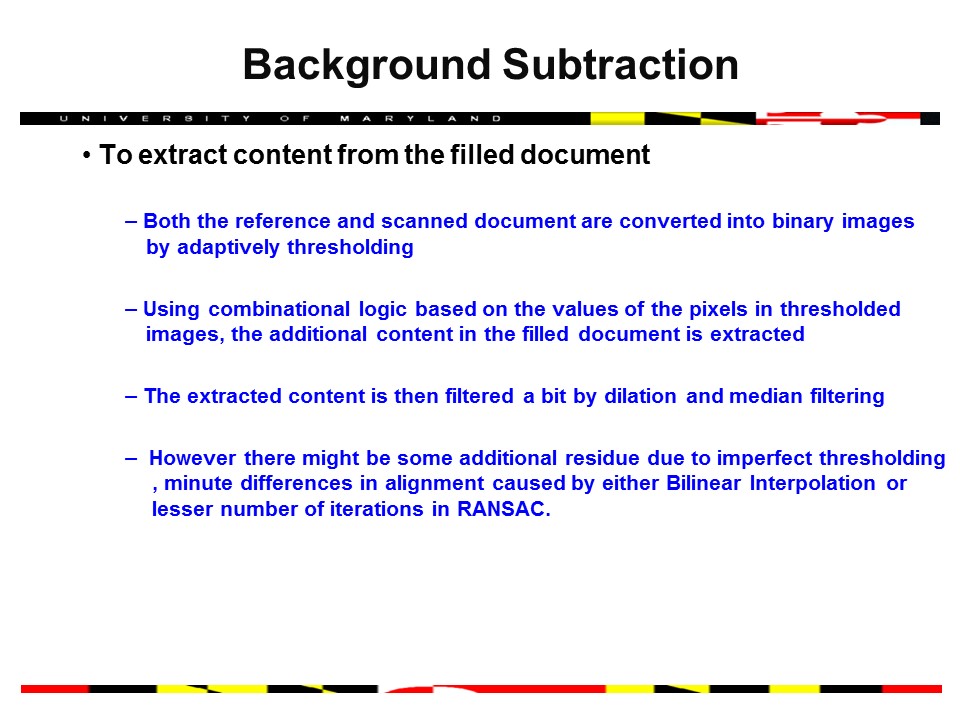 Background Subtraction
UNIVERSITY OF MARYLAND
• To extract content from the filled document
– Both the reference and scanned document are converted into binary images
by adaptively thresholding
– Using combinational logic based on the values of the pixels in thresholded
images, the additional content in the filled document is extracted
– The extracted content is then filtered a bit by dilation and median filtering
– However there might be some additional residue due to imperfect thresholding
, minute differences in alignment caused by either Bilinear Interpolation or
lesser number of iterations in RANSAC.